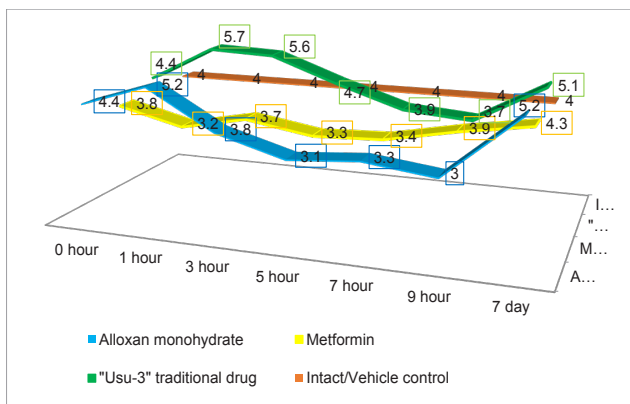 5.7
5.6
4.4
4 4 4 4 4 4 4
5.2
4.7
5.1
4.4 3.8
3.9
3.7
5.2
3.2
3.8
3.7
3.3
3.4
3.9
4.3
3.1
3.3
3
I...
"...
M...
A...
0 hour
1 hour
3 hour
5 hour
7 hour
9 hour
7 day
Alloxan monohydrate
Metformin
"Usu-3" traditional drug
Intact/Vehicle control